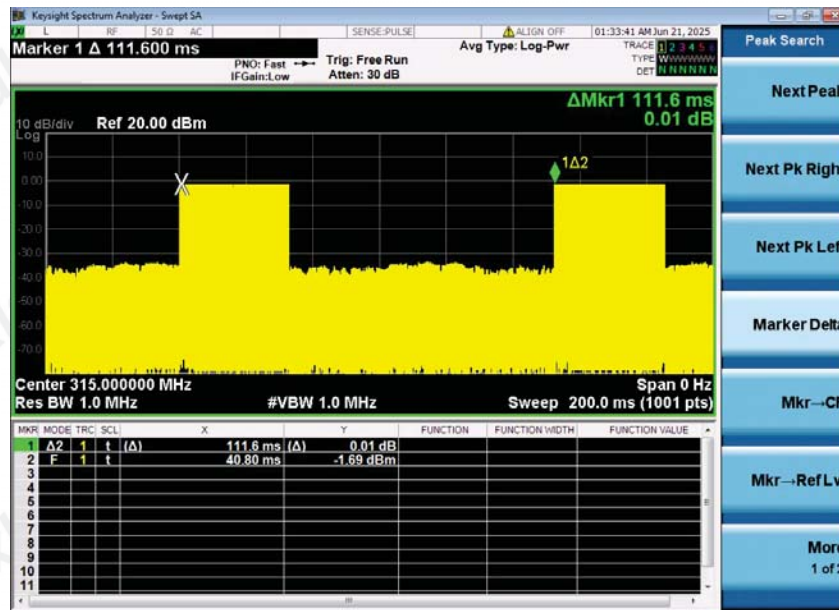 Keysight Spectrum Analyzer - Swept SA
L RF 50 Ω AC SENSE:PULSE ALIGN OFF 01:33:41 AM Jun 21, 2025
Marker 1 Δ 111.600 ms
Avg Type: Log-Pwr
TRACE 1 2 3 4 5 6
TYPE W
DET N N N N N N
PNO: Fast
IFGain:Low
Trig: Free Run
Atten: 30 dB
Peak Search
Next Peak
Next Pk Righ
Next Pk Lef
Marker Delta
Mkr→C
Mkr→Ref Lv
More
1 of 2
ΔMkr1 111.6 ms
0.01 dB
10 dB/div Ref 20.00 dBm
Log
10.0
0.00
-10.0
-20.0
-30.0
-40.0
-50.0
-60.0
-70.0
X
1Δ2
Center 315.000000 MHz Span 0 Hz
Res BW 1.0 MHz #VBW 1.0 MHz Sweep 200.0 ms (1001 pts)
MKR MODE TRC SCL X Y FUNCTION FUNCTION WIDTH FUNCTION VALUE
1 Δ2 1 t (Δ) 111.6 ms (Δ) 0.01 dB
2 F 1 t 40.80 ms -1.69 dBm
3
4
5
6
7
8
9
10
11